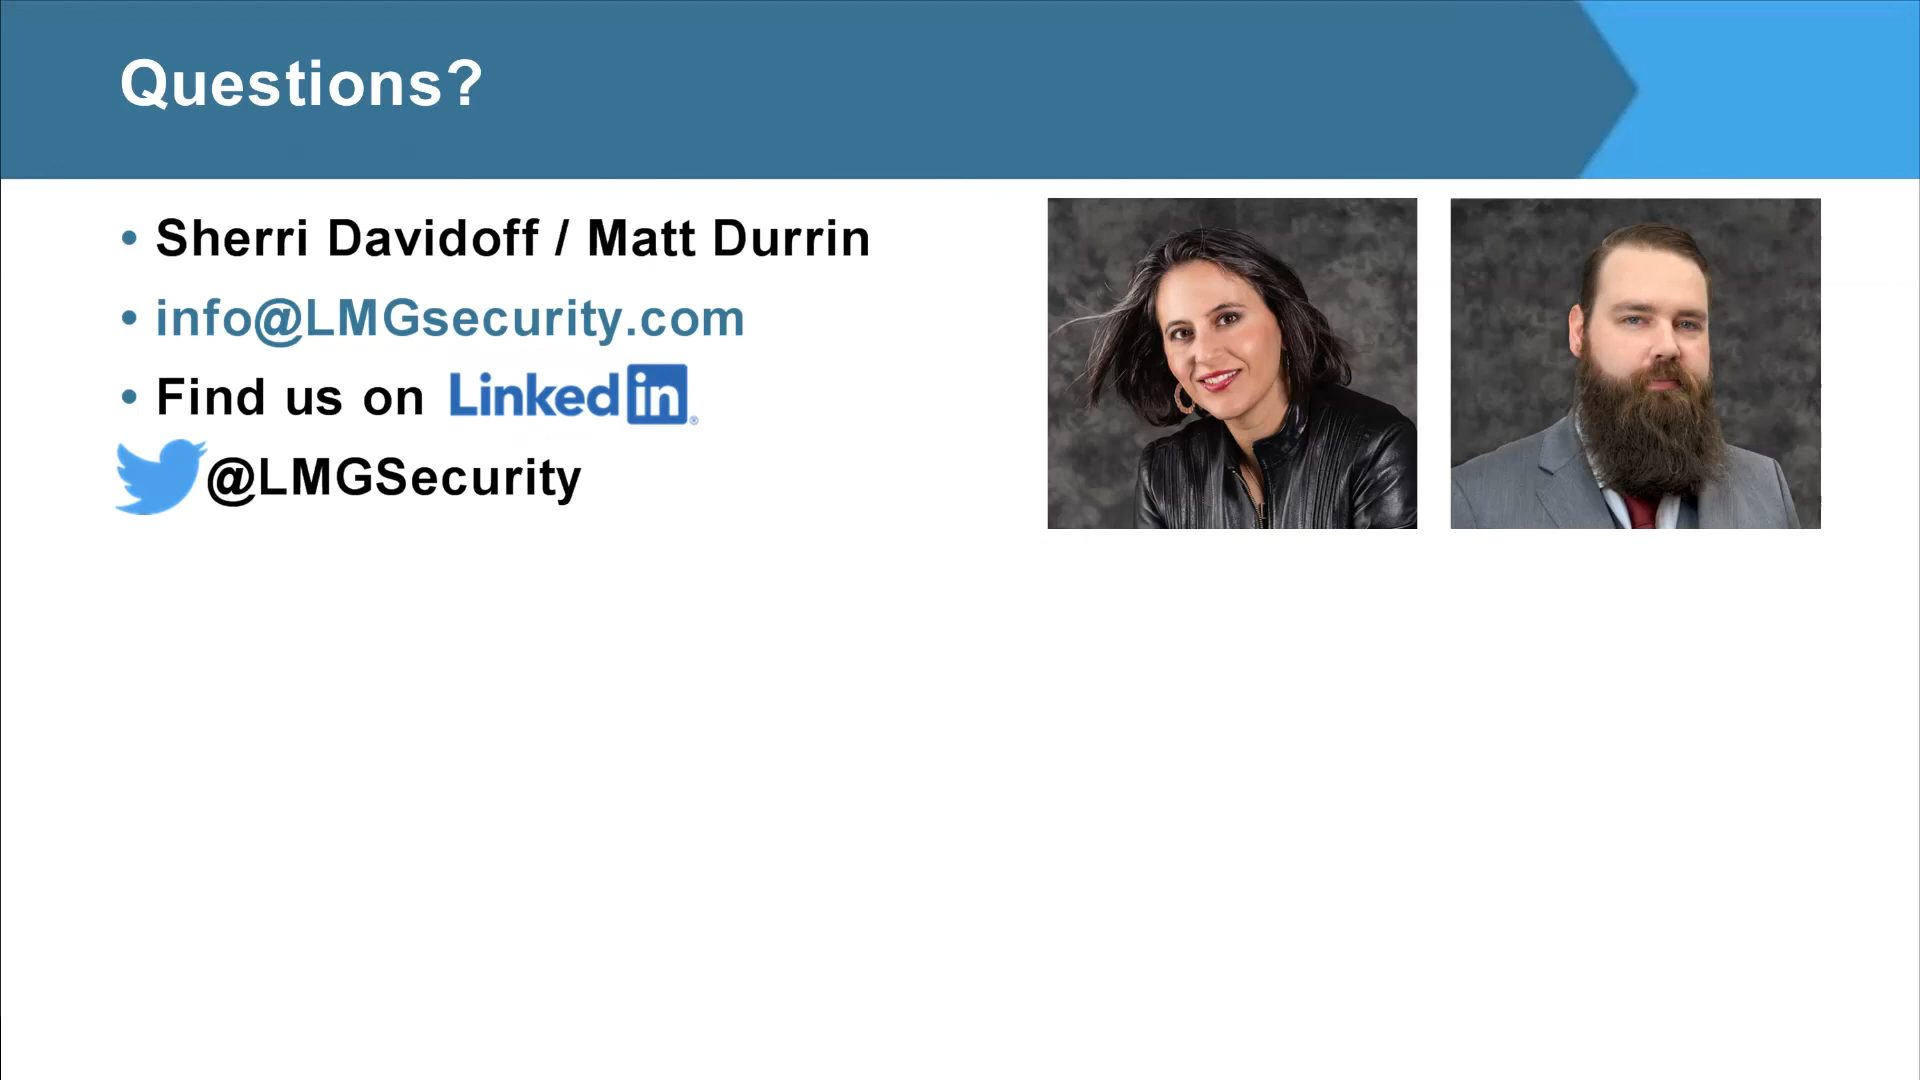 Questions?
• Sherri Davidoff / Matt Durrin
• info@LMGsecurity.com
• Find us on LinkedIn®
@LMGSecurity